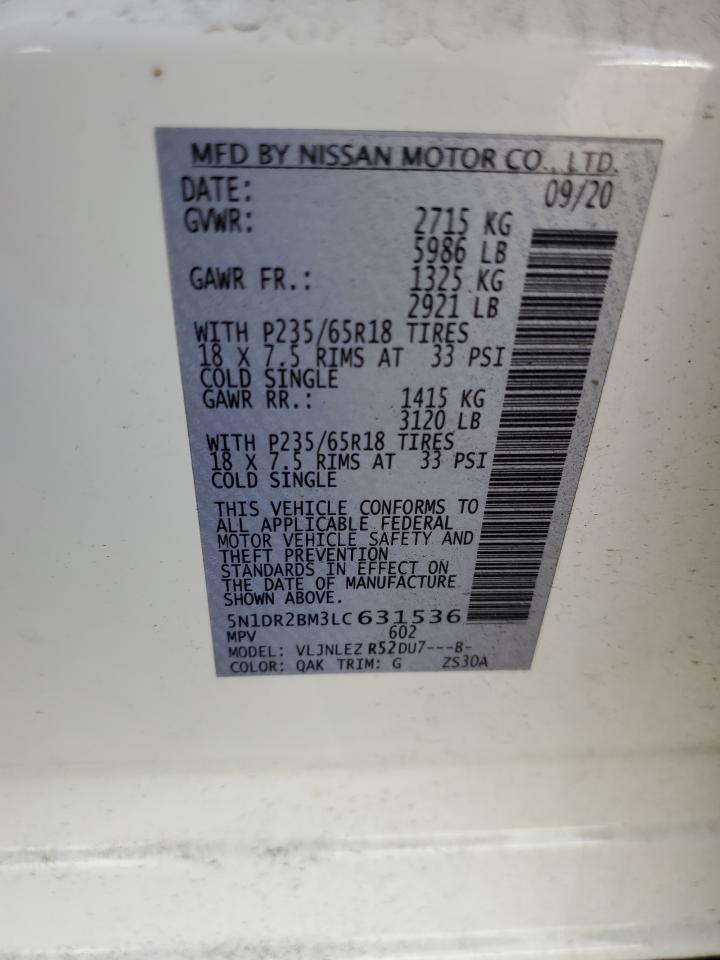 MFD BY NISSAN MOTOR CO., LTD.
DATE: 09/20
GVWR: 2715 KG
5986 LB
GAWR FR.: 1325 KG
2921 LB
WITH P235/65R18 TIRES
18 X 7.5 RIMS AT 33 PSI
COLD SINGLE
GAWR RR.: 1415 KG
3120 LB
WITH P235/65R18 TIRES
18 X 7.5 RIMS AT 33 PSI
COLD SINGLE
THIS VEHICLE CONFORMS TO
ALL APPLICABLE FEDERAL
MOTOR VEHICLE SAFETY AND
THEFT PREVENTION
STANDARDS IN EFFECT ON
THE DATE OF MANUFACTURE
SHOWN ABOVE.
5N1DR2BM3LC631536
MPV 602
MODEL: VLJNLEZ R52DU7---B-
COLOR: QAK TRIM: G ZS30A